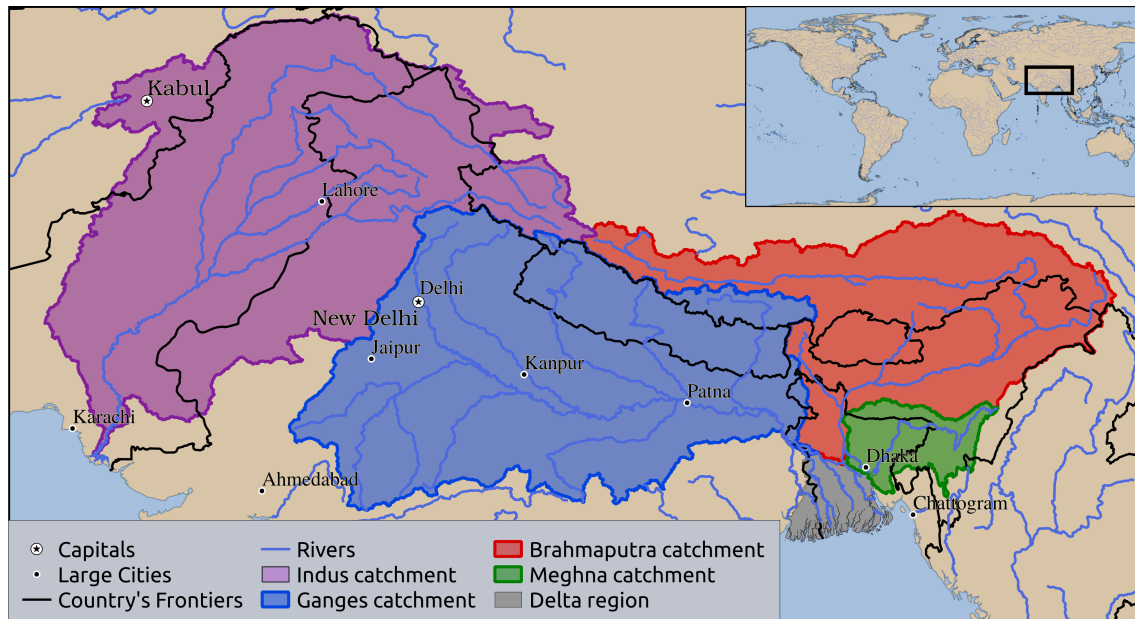 Kabul
Lahore
Delhi
New Delhi
Jaipur
Kanpur
Patna
Karachi
Dhaka
Ahmedabad
Chattogram
Capitals
Large Cities
Country's Frontiers
Rivers
Indus catchment
Ganges catchment
Brahmaputra catchment
Meghna catchment
Delta region